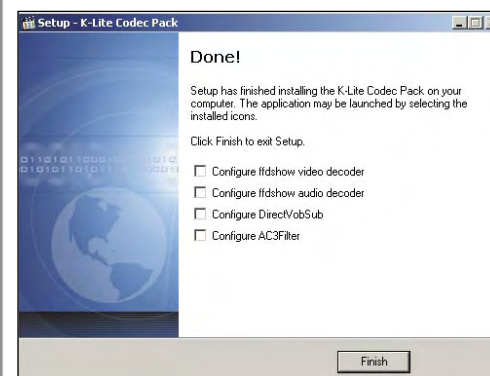 Setup - K-Lite Codec Pack
Done!
Setup has finished installing the K-Lite Codec Pack on your
computer. The application may be launched by selecting the
installed icons.
Click Finish to exit Setup.
Configure ffdshow video decoder
Configure ffdshow audio decoder
Configure DirectVobSub
Configure AC3Filter
Finish